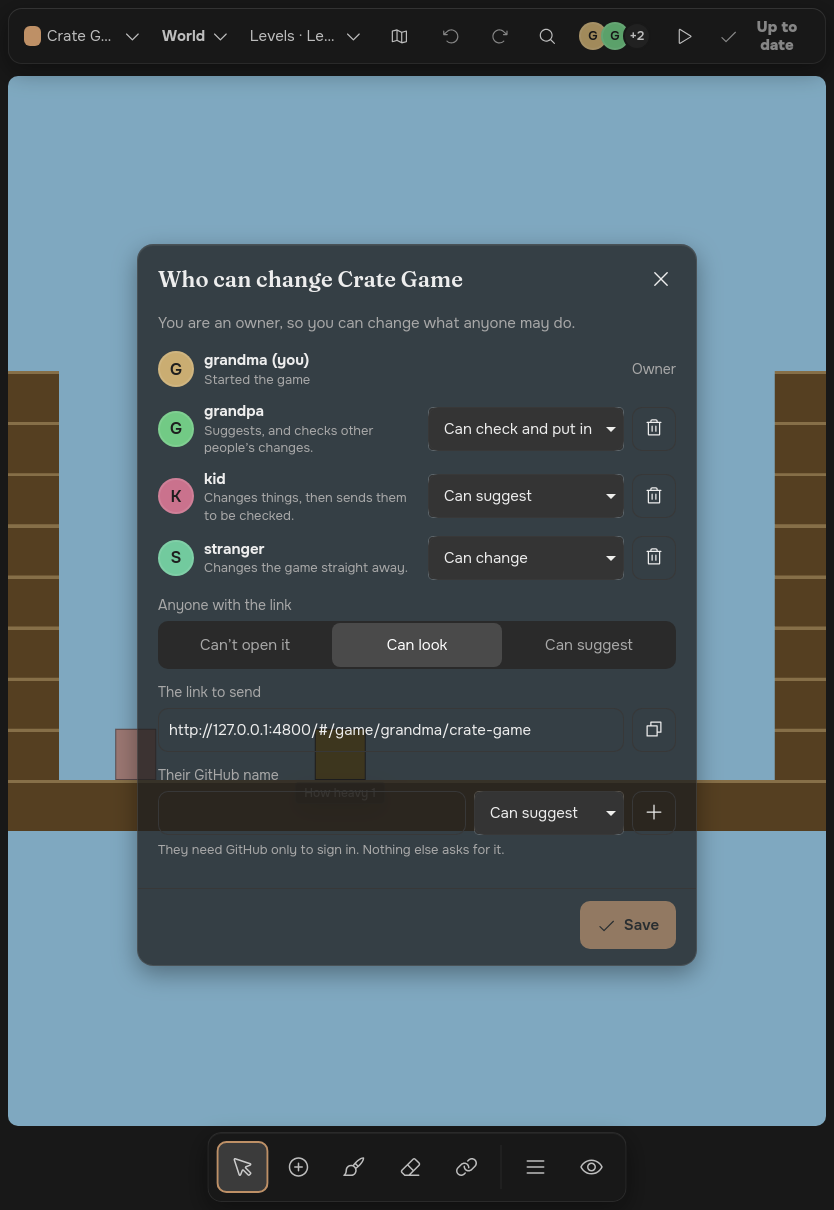 Crate G...
World
Levels · Le...
G
G
+2
Up to
date
Who can change Crate Game
You are an owner, so you can change what anyone may do.
G
grandma (you)
Started the game
Owner
G
grandpa
Suggests, and checks other
people’s changes.
Can check and put in
K
kid
Changes things, then sends them
to be checked.
Can suggest
S
stranger
Changes the game straight away.
Can change
Anyone with the link
Can’t open it
Can look
Can suggest
The link to send
http://127.0.0.1:4800/#/game/grandma/crate-game
Their GitHub name
How heavy
Can suggest
They need GitHub only to sign in. Nothing else asks for it.
Save